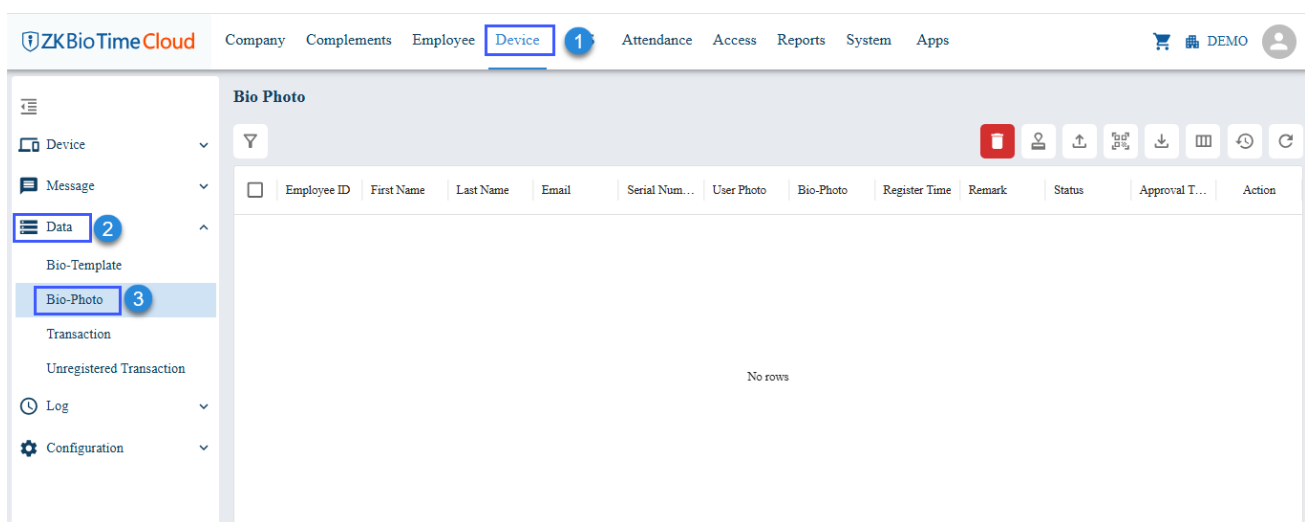 ZKBioTime Cloud
Company Complements Employee Device 1 Attendance Access Reports System Apps DEMO
Bio Photo
Device
Message
Employee ID First Name Last Name Email Serial Num... User Photo Bio-Photo Register Time Remark Status Approval T... Action
Data 2
Bio-Template
Bio-Photo 3
Transaction
Unregistered Transaction
No rows
Log
Configuration